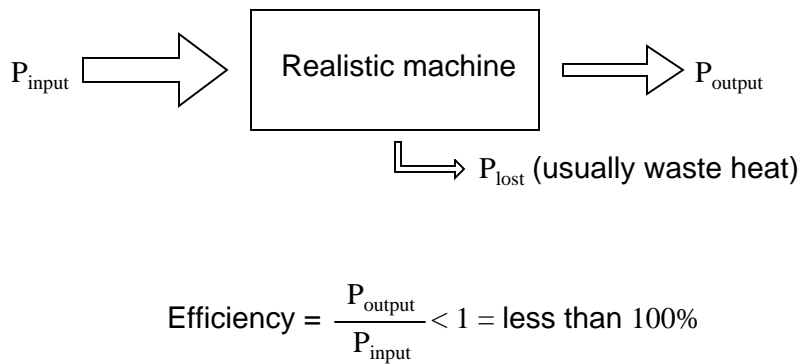 P_input Realistic machine P_output
P_lost (usually waste heat)
Efficiency = P_output / P_input < 1 = less than 100%